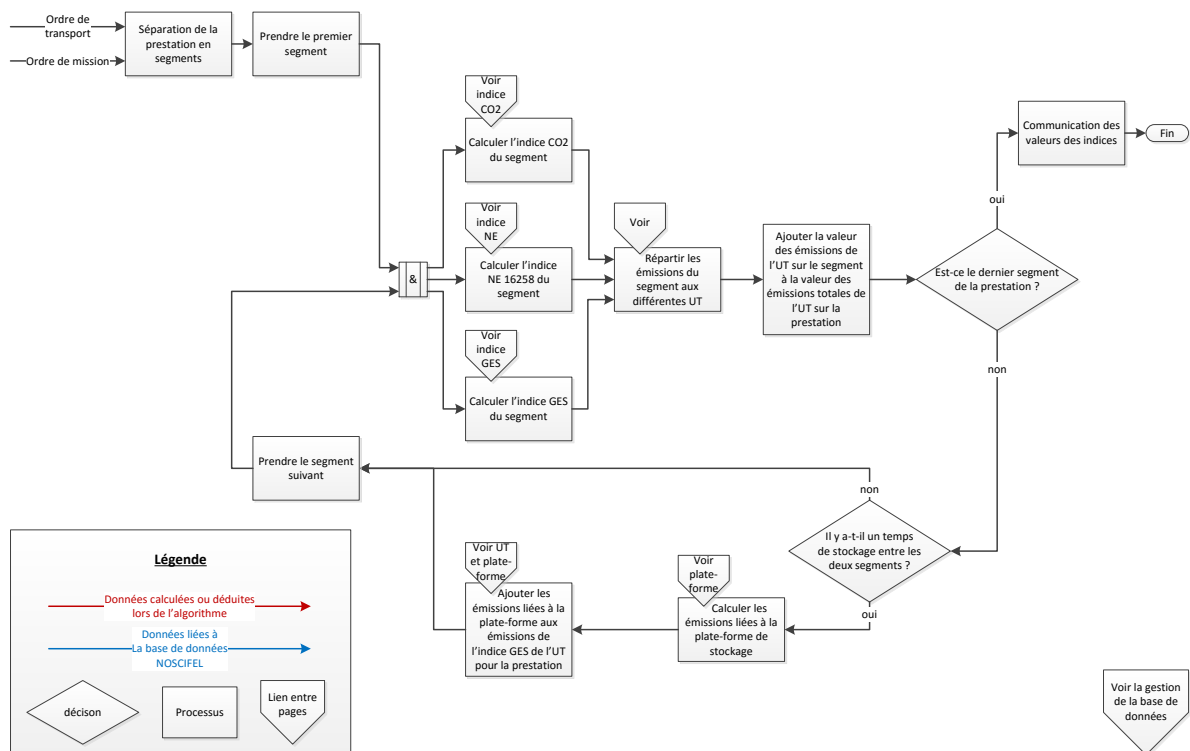 Ordre de
transport
Ordre de mission
Séparation de la
prestation en
segments
Prendre le premier
segment
Voir
indice
CO2
Calculer l'indice CO2
du segment
Voir
indice
NE
&
Calculer l'indice
NE 16258 du
segment
Voir
indice
GES
Calculer l'indice GES
du segment
Voir
Répartir les
émissions du
segment aux
différentes UT
Ajouter la valeur
des émissions de
l'UT sur le segment
à la valeur des
émissions totales de
l'UT sur la
prestation
Est-ce le dernier segment
de la prestation ?
oui
Communication des
valeurs des indices
Fin
non
Il y a-t-il un temps
de stockage entre les
deux segments ?
non
oui
Voir
plate-
forme
Calculer les
émissions liées à la
plate-forme de
stockage
Voir UT
et plate-
forme
Ajouter les
émissions liées à la
plate-forme aux
émissions de
l'indice GES de l'UT
pour la prestation
Prendre le segment
suivant
Légende
Données calculées ou déduites
lors de l'algorithme
Données liées à
La base de données
NOSCIFEL
décison
Processus
Lien entre
pages
Voir la gestion
de la base de
données